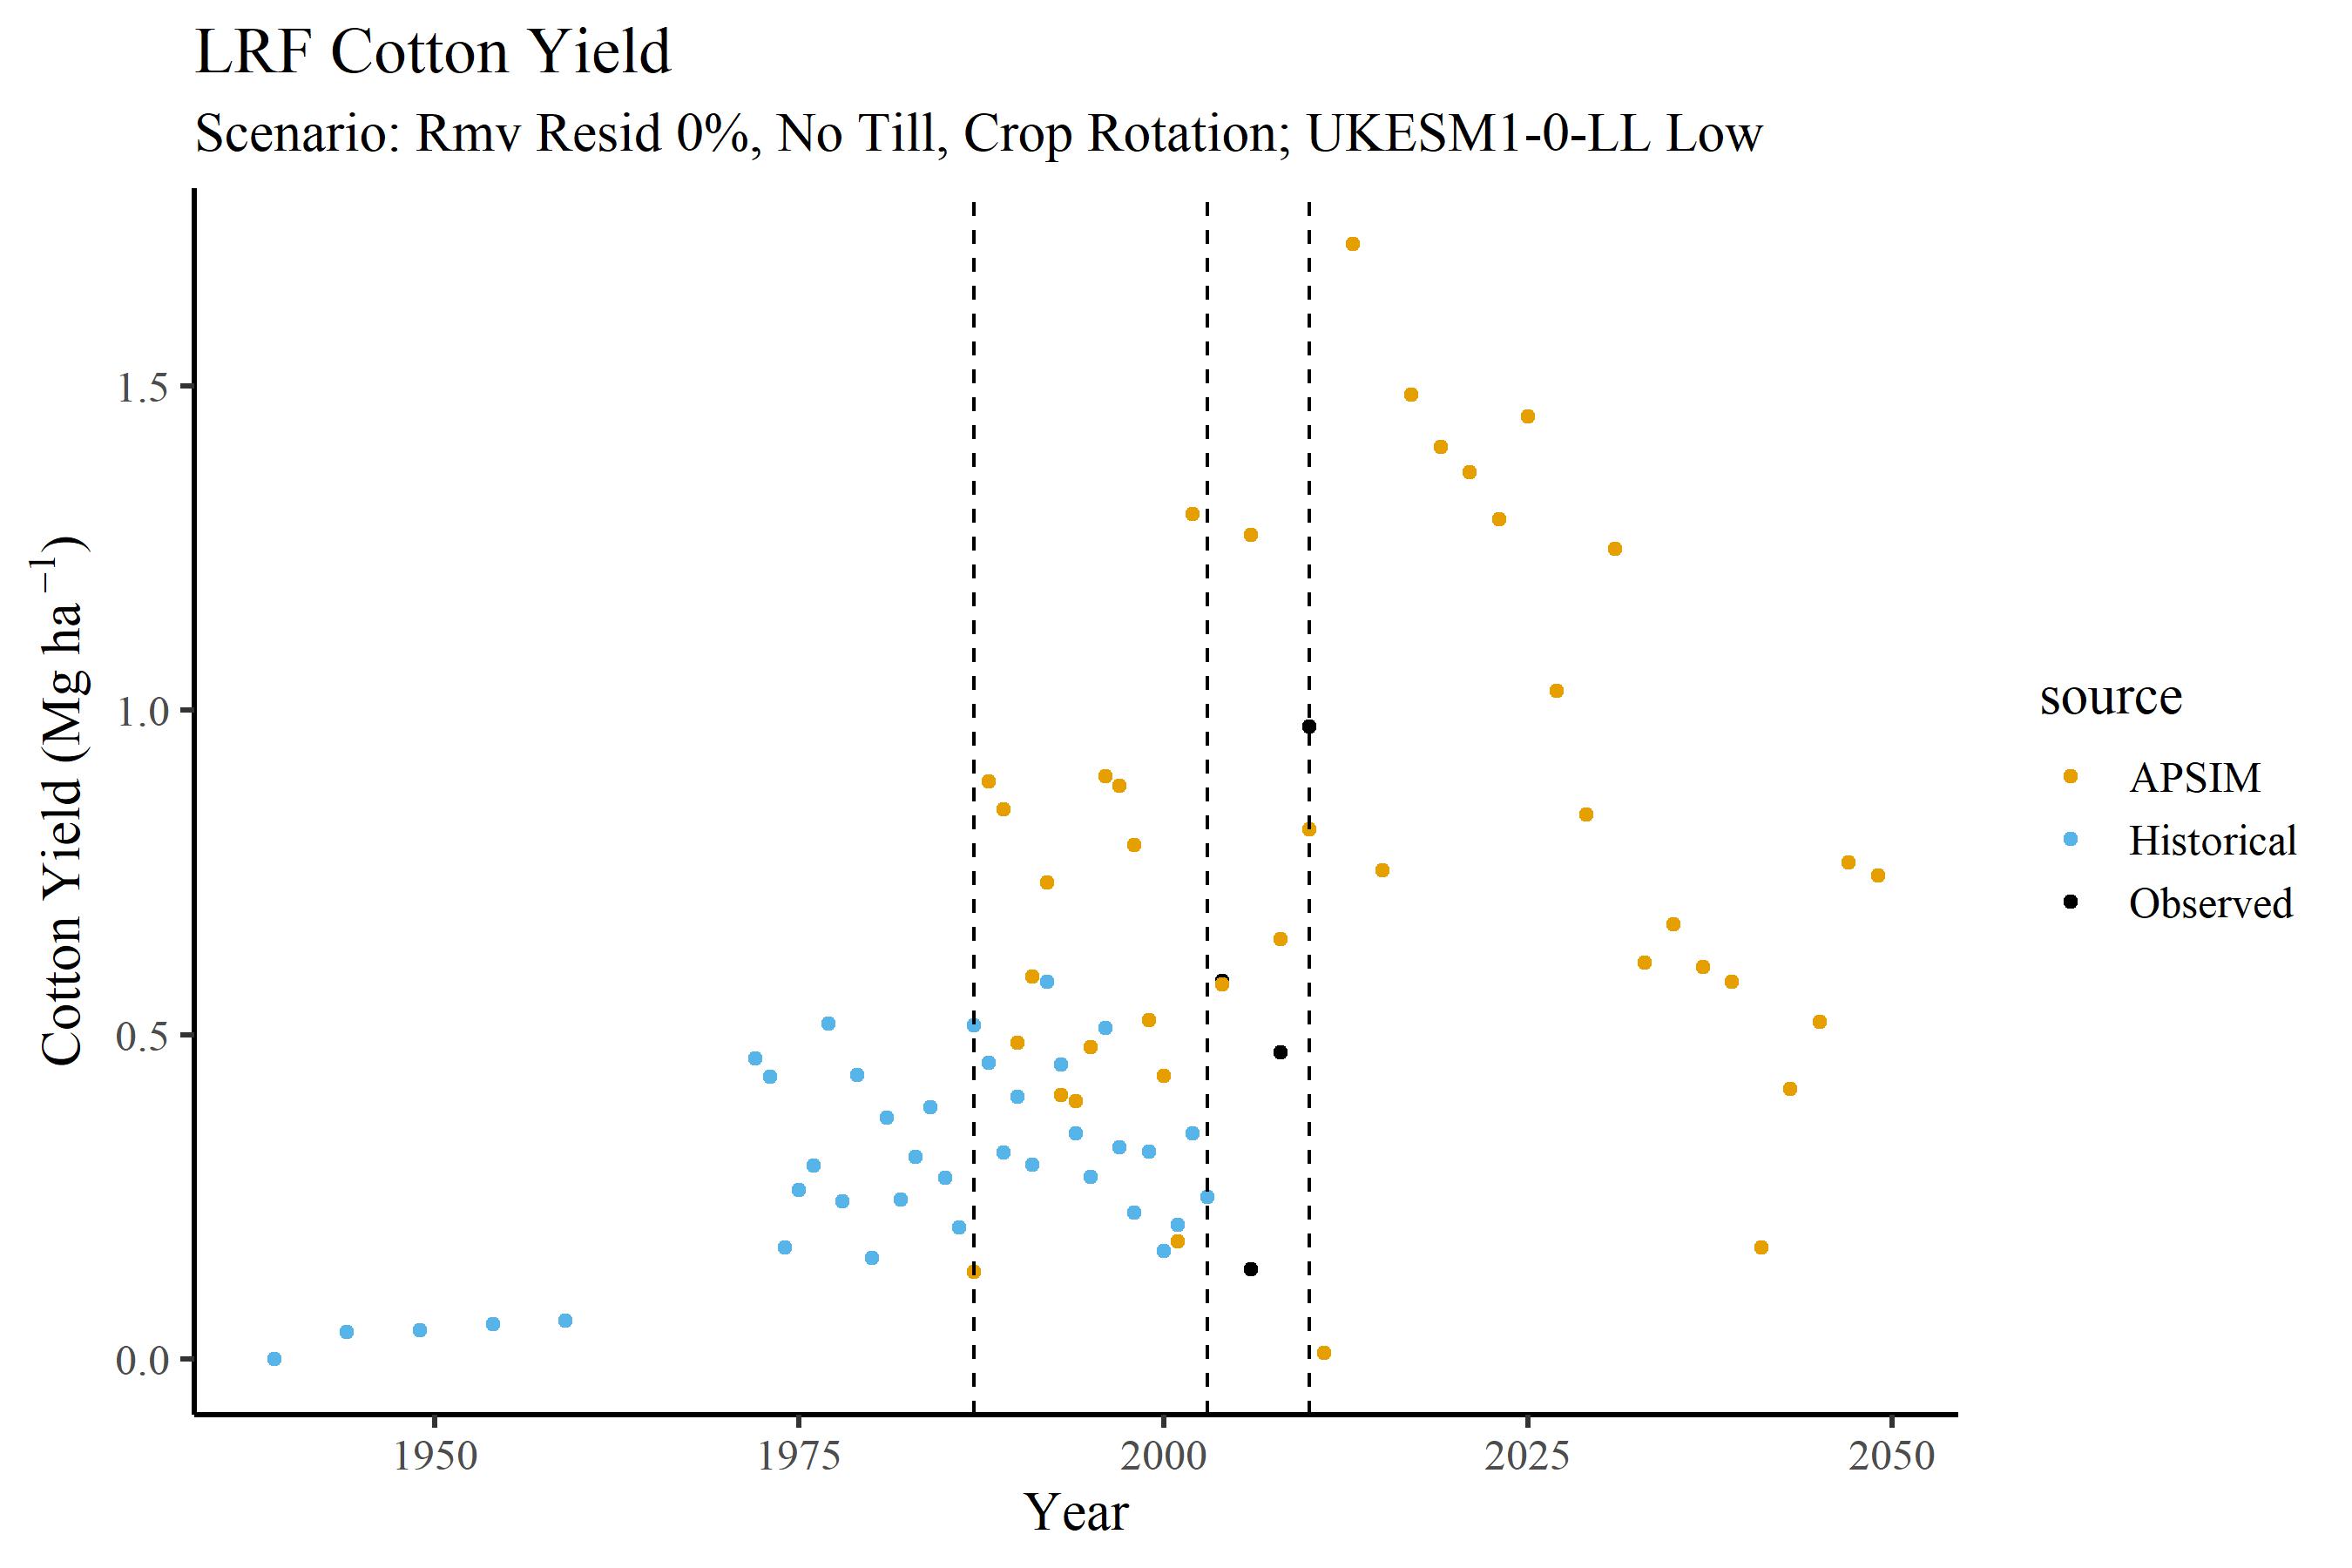 LRF Cotton Yield
Scenario: Rmv Resid 0%, No Till, Crop Rotation; UKESM1-0-LL Low
Cotton Yield (Mg ha⁻¹)
1.5
1.0
0.5
0.0
1950 1975 2000 2025 2050
Year
source
APSIM
Historical
Observed